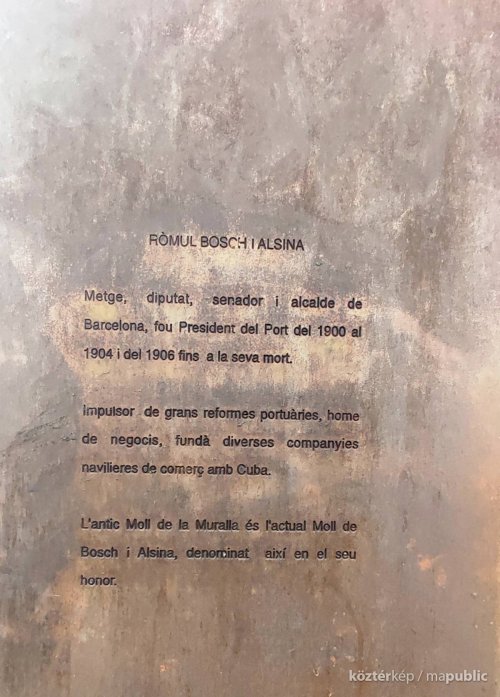 RÒMUL BOSCH I ALSINA
Metge, diputat, senador i alcalde de
Barcelona, fou President del Port del 1900 al
1904 i del 1906 fins a la seva mort.
Impulsor de grans reformes portuàries, home
de negocis, fundà diverses companyies
navilieres de comerç amb Cuba.
L'antic Moll de la Muralla és l'actual Moll de
Bosch i Alsina, denominat així en el seu
honor.
köztérkép / mapublic